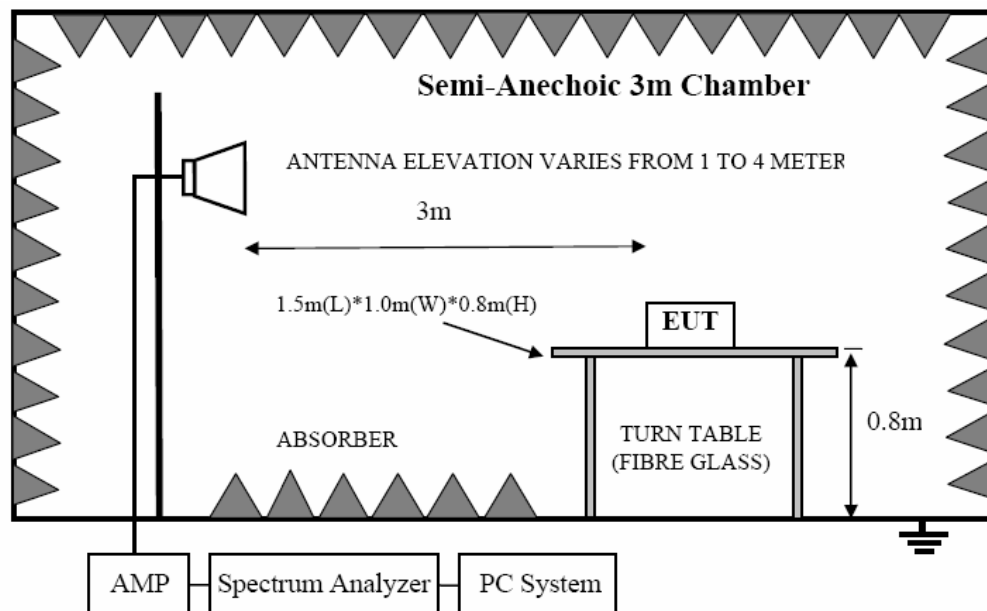 Semi-Anechoic 3m Chamber
ANTENNA ELEVATION VARIES FROM 1 TO 4 METER
3m
1.5m(L)*1.0m(W)*0.8m(H)
EUT
0.8m
ABSORBER
TURN TABLE
(FIBRE GLASS)
AMP
Spectrum Analyzer
PC System